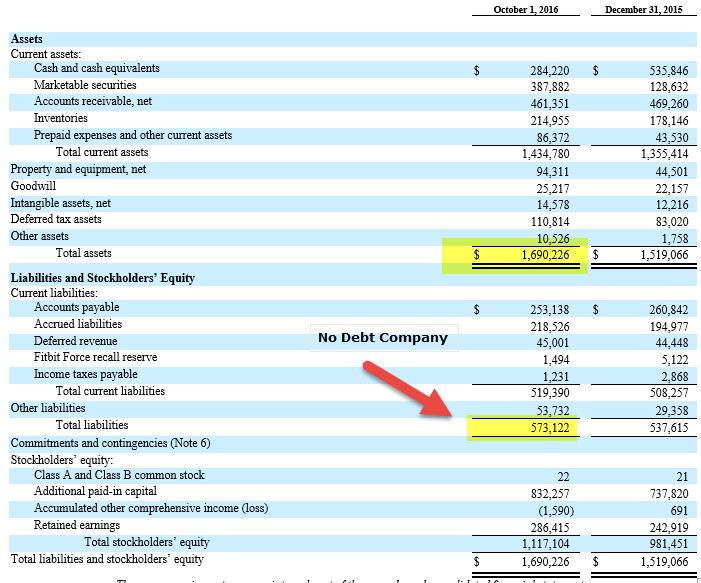 October 1, 2016 December 31, 2015
Assets
Current assets:
Cash and cash equivalents $ 284,220 $ 535,846
Marketable securities 387,882 128,632
Accounts receivable, net 461,351 469,260
Inventories 214,955 178,146
Prepaid expenses and other current assets 86,372 43,530
Total current assets 1,434,780 1,355,414
Property and equipment, net 94,311 44,501
Goodwill 25,217 22,157
Intangible assets, net 14,578 12,216
Deferred tax assets 110,814 83,020
Other assets 10,526 1,758
Total assets $ 1,690,226 $ 1,519,066
Liabilities and Stockholders' Equity
Current liabilities:
Accounts payable $ 253,138 $ 260,842
Accrued liabilities 218,526 194,977
Deferred revenue 45,001 44,448
No Debt Company
Fitbit Force recall reserve 1,494 5,122
Income taxes payable 1,231 2,868
Total current liabilities 519,390 508,257
Other liabilities 53,732 29,358
Total liabilities 573,122 537,615
Commitments and contingencies (Note 6)
Stockholders' equity:
Class A and Class B common stock 22 21
Additional paid-in capital 832,257 737,820
Accumulated other comprehensive income (loss) (1,590) 691
Retained earnings 286,415 242,919
Total stockholders' equity 1,117,104 981,451
Total liabilities and stockholders' equity $ 1,690,226 $ 1,519,066